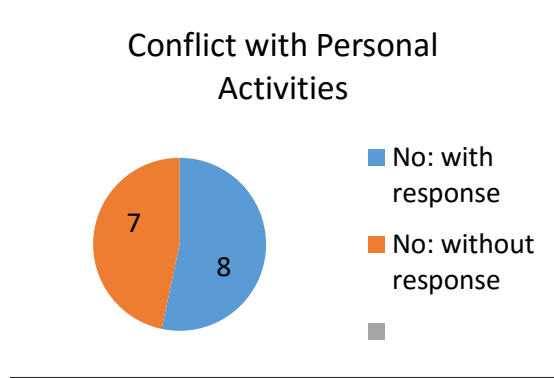 Conflict with Personal
Activities
No: with
response
No: without
response
7
8